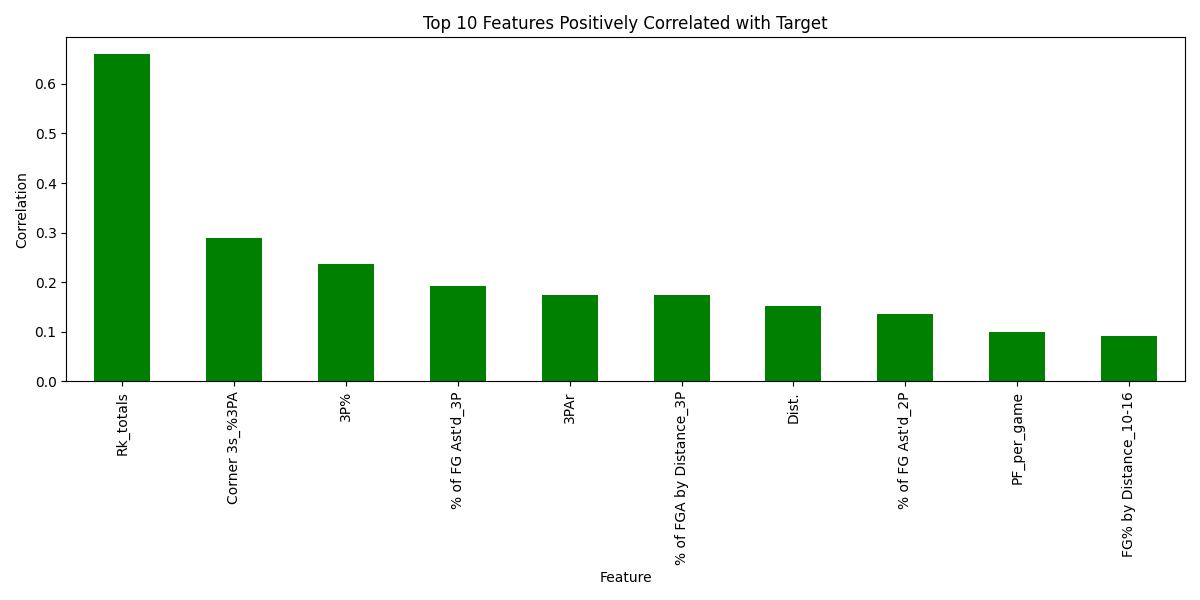 Top 10 Features Positively Correlated with Target
Correlation
0.6
0.5
0.4
0.3
0.2
0.1
0.0
Rk_totals
Corner 3s_%3PA
3P%
% of FG Ast'd_3P
3PAr
% of FGA by Distance_3P
Dist.
% of FG Ast'd_2P
PF_per_game
FG% by Distance_10-16
Feature